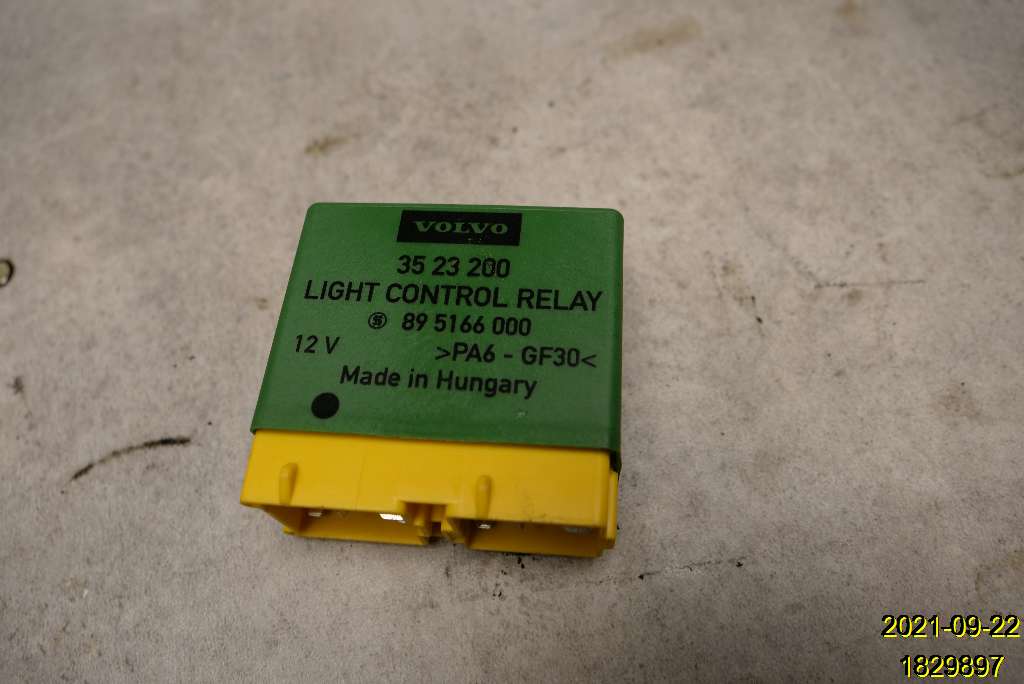 VOLVO
35 23 200
LIGHT CONTROL RELAY
89 5166 000
12 V >PA6 - GF30<
Made in Hungary
2021-09-22
1829897